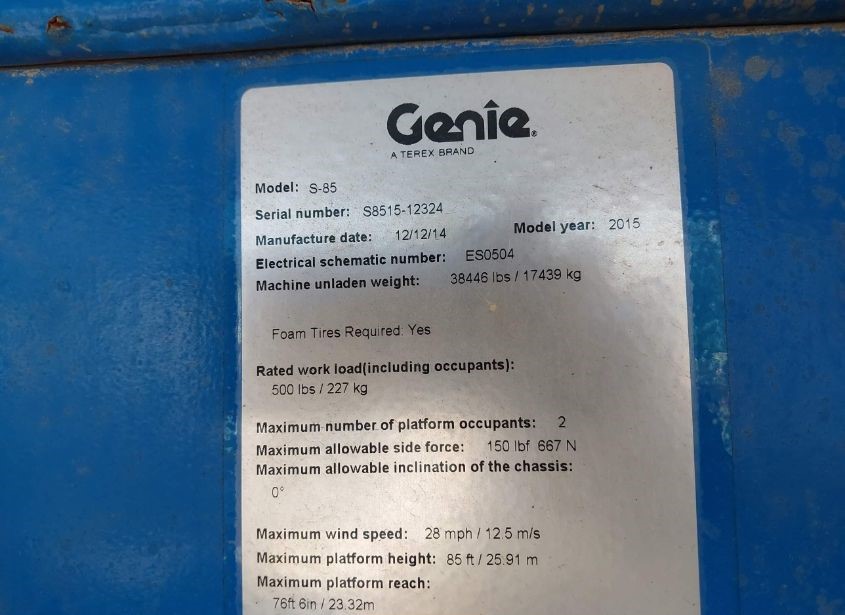 Genie®
A TEREX BRAND
Model: S-85
Serial number: S8515-12324
Manufacture date: 12/12/14 Model year: 2015
Electrical schematic number: ES0504
Machine unladen weight: 38446 lbs / 17439 kg
Foam Tires Required: Yes
Rated work load(including occupants):
500 lbs / 227 kg
Maximum number of platform occupants: 2
Maximum allowable side force: 150 lbf 667 N
Maximum allowable inclination of the chassis:
0°
Maximum wind speed: 28 mph / 12.5 m/s
Maximum platform height: 85 ft / 25.91 m
Maximum platform reach:
76ft 6in / 23.32m